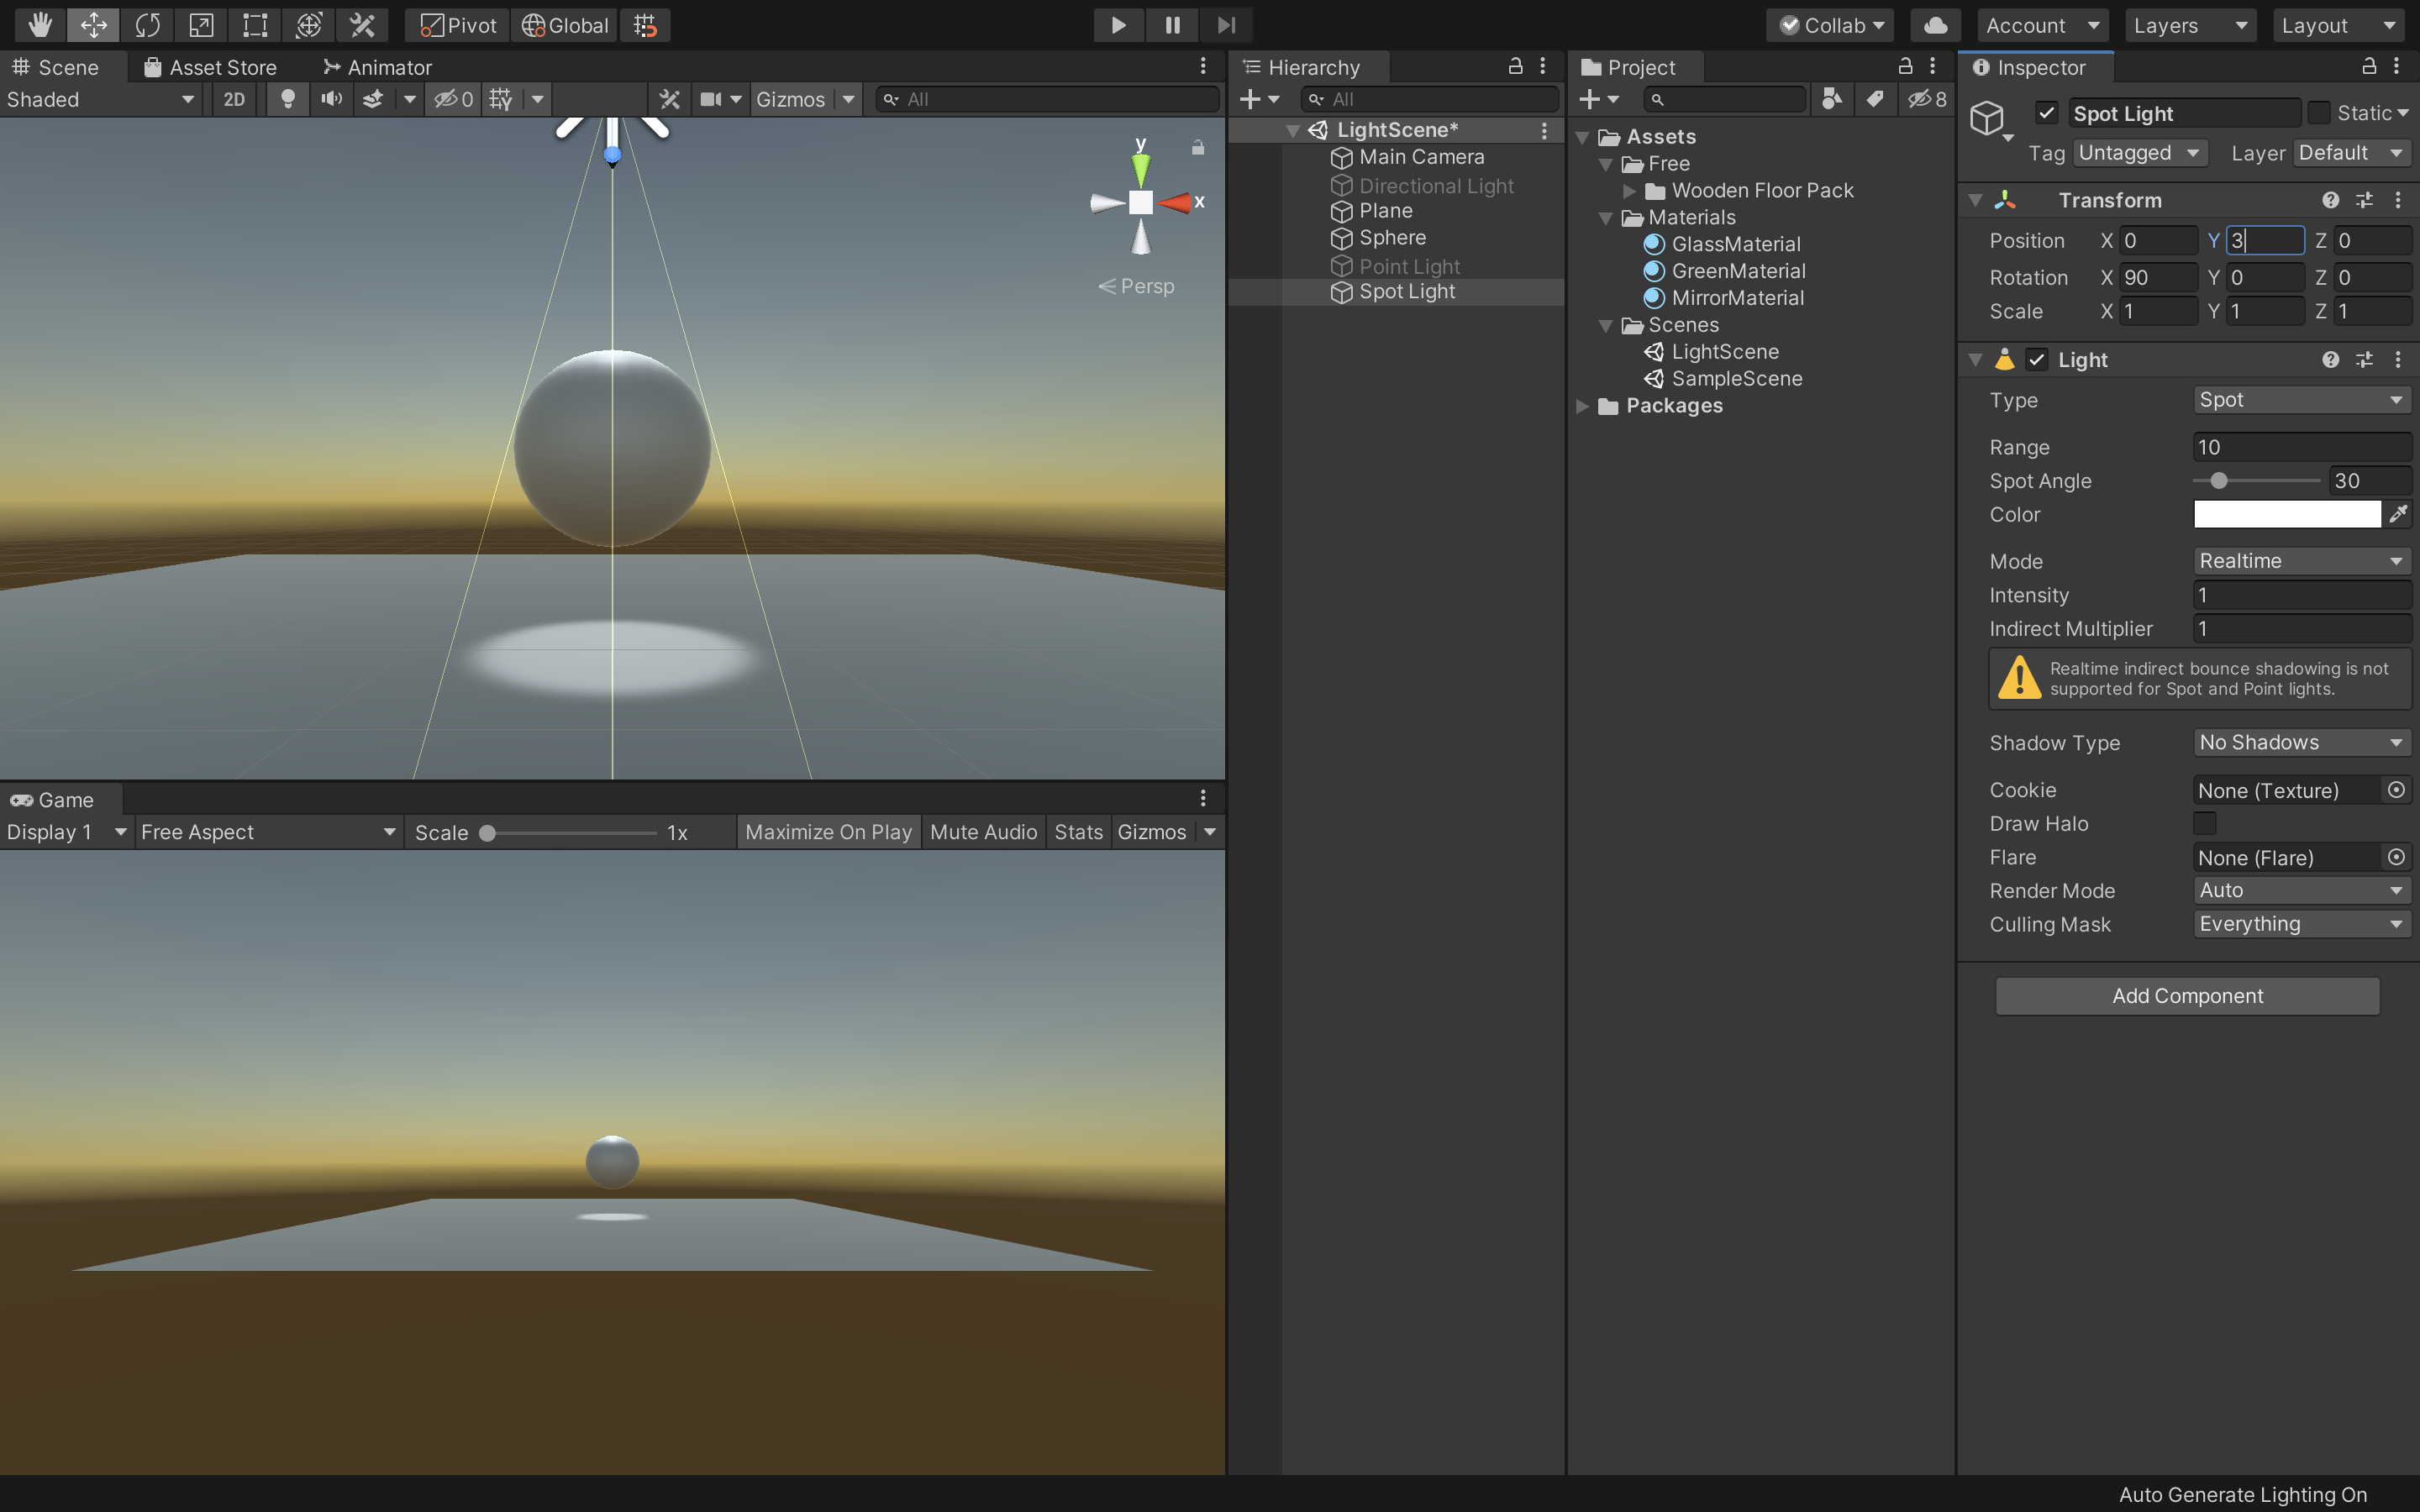 Pivot Global Collab Account Layers Layout
Scene Asset Store Animator
Shaded 2D 0 Gizmos All
y
x
Persp
Game
Display 1 Free Aspect Scale 1x Maximize On Play Mute Audio Stats Gizmos
Hierarchy
All
LightScene*
Main Camera
Directional Light
Plane
Sphere
Point Light
Spot Light
Project
8
Assets
Free
Wooden Floor Pack
Materials
GlassMaterial
GreenMaterial
MirrorMaterial
Scenes
LightScene
SampleScene
Packages
Inspector
Spot Light Static
Tag Untagged Layer Default
Transform
Position X 0 Y 3 Z 0
Rotation X 90 Y 0 Z 0
Scale X 1 Y 1 Z 1
Light
Type Spot
Range 10
Spot Angle 30
Color
Mode Realtime
Intensity 1
Indirect Multiplier 1
Realtime indirect bounce shadowing is not
supported for Spot and Point lights.
Shadow Type No Shadows
Cookie None (Texture)
Draw Halo
Flare None (Flare)
Render Mode Auto
Culling Mask Everything
Add Component
Auto Generate Lighting On